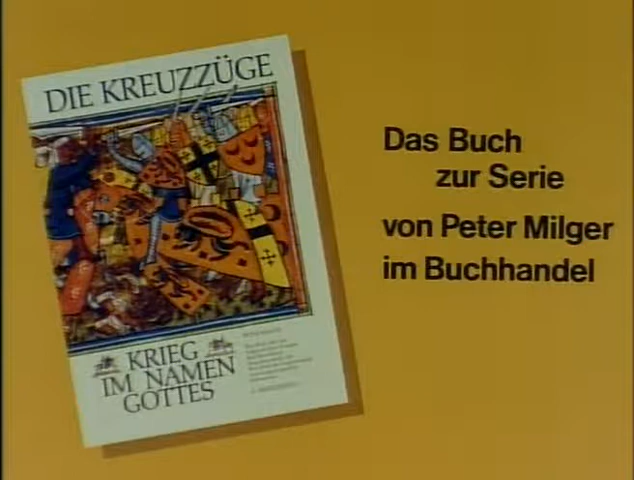 DIE KREUZZÜGE
KRIEG
IM NAMEN
GOTTES
Das Buch
zur Serie
von Peter Milger
im Buchhandel